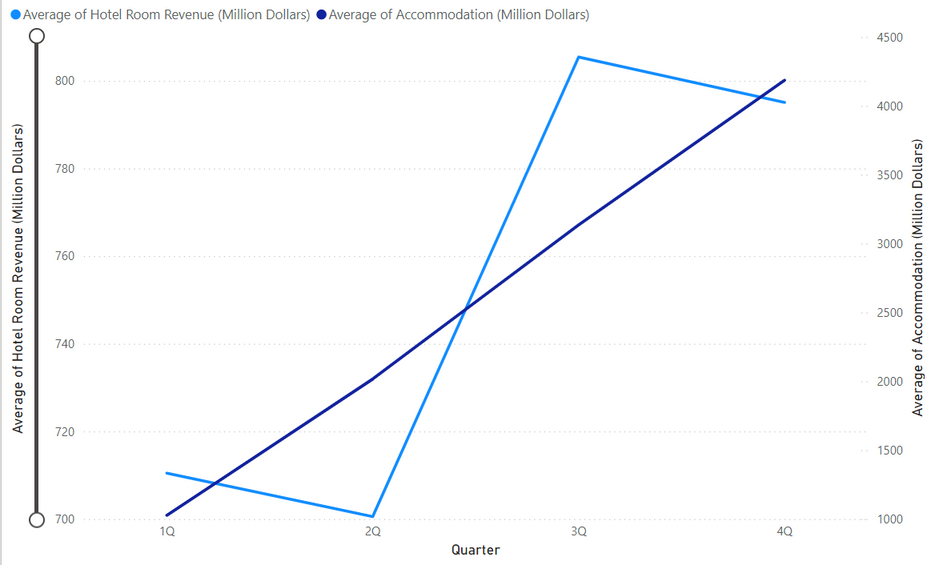 Average of Hotel Room Revenue (Million Dollars) Average of Accommodation (Million Dollars)
Average of Hotel Room Revenue (Million Dollars)
800
780
760
740
720
700
4500
4000
3500
3000
2500
2000
1500
1000
Average of Accommodation (Million Dollars)
1Q 2Q 3Q 4Q
Quarter